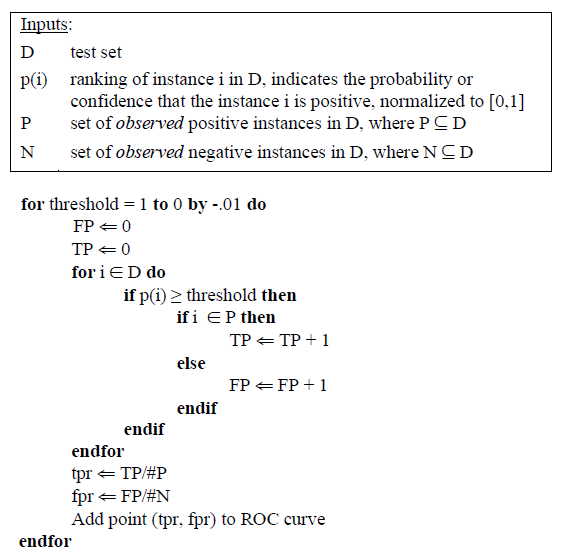 Inputs:
D test set
p(i) ranking of instance i in D, indicates the probability or
confidence that the instance i is positive, normalized to [0,1]
P set of observed positive instances in D, where P ⊆ D
N set of observed negative instances in D, where N ⊆ D
for threshold = 1 to 0 by -.01 do
FP ⇐ 0
TP ⇐ 0
for i ∈ D do
if p(i) ≥ threshold then
if i ∈ P then
TP ⇐ TP + 1
else
FP ⇐ FP + 1
endif
endif
endfor
tpr ⇐ TP/#P
fpr ⇐ FP/#N
Add point (tpr, fpr) to ROC curve
endfor